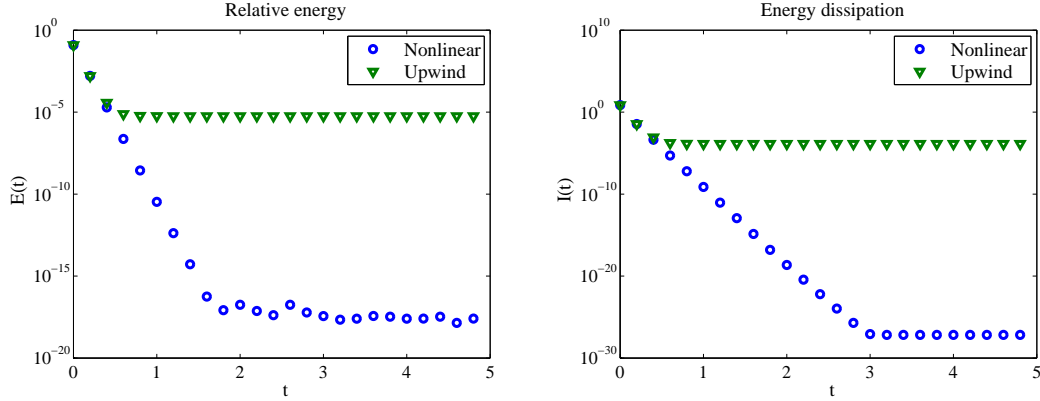 Relative energy
10^0
10^-5
10^-10
10^-15
10^-20
E(t)
0 1 2 3 4 5
t
Nonlinear
Upwind
Energy dissipation
10^10
10^0
10^-10
10^-20
10^-30
I(t)
0 1 2 3 4 5
t
Nonlinear
Upwind